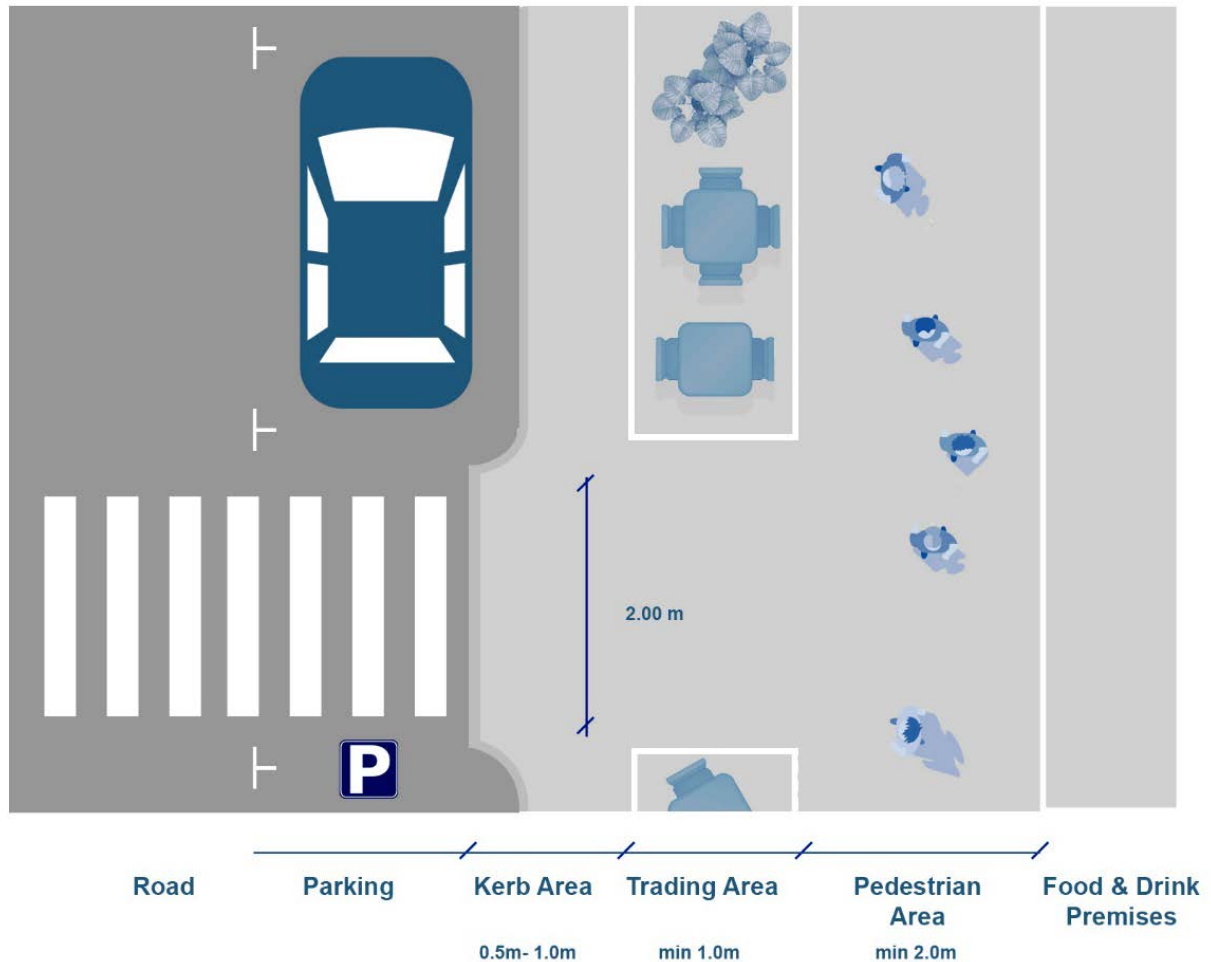 P
2.00 m
Road
Parking
Kerb Area
Trading Area
Pedestrian
Area
Food & Drink
Premises
0.5m- 1.0m
min 1.0m
min 2.0m